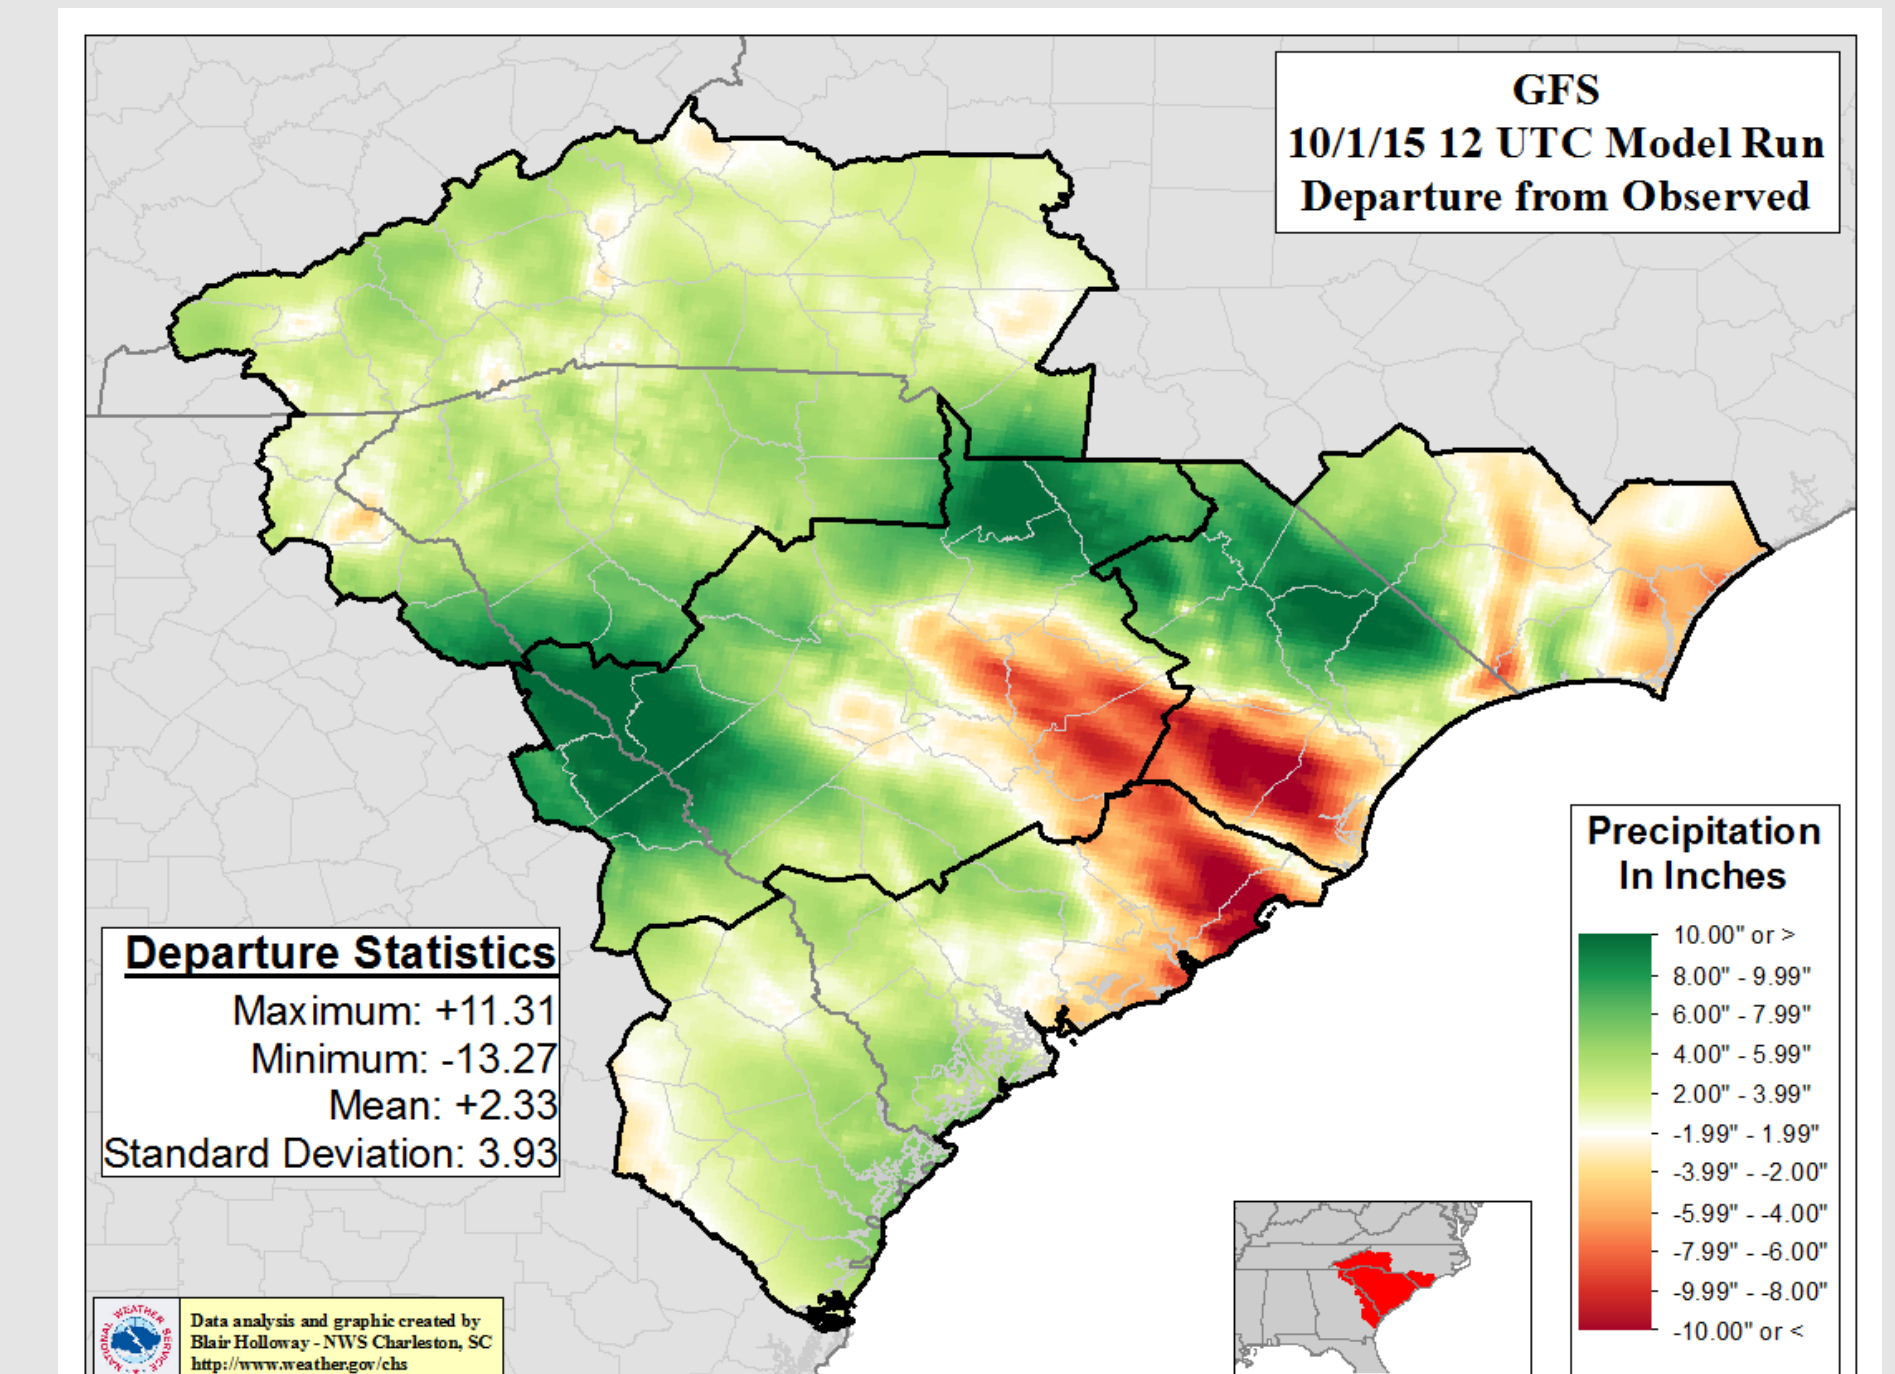 GFS
10/1/15 12 UTC Model Run
Departure from Observed
Precipitation
In Inches
10.00" or >
8.00" - 9.99"
6.00" - 7.99"
4.00" - 5.99"
2.00" - 3.99"
-1.99" - 1.99"
-3.99" - -2.00"
-5.99" - -4.00"
-7.99" - -6.00"
-9.99" - -8.00"
-10.00" or <
Departure Statistics
Maximum: +11.31
Minimum: -13.27
Mean: +2.33
Standard Deviation: 3.93
NATIONAL WEATHER SERVICE
Data analysis and graphic created by
Blair Holloway - NWS Charleston, SC
http://www.weather.gov/chs